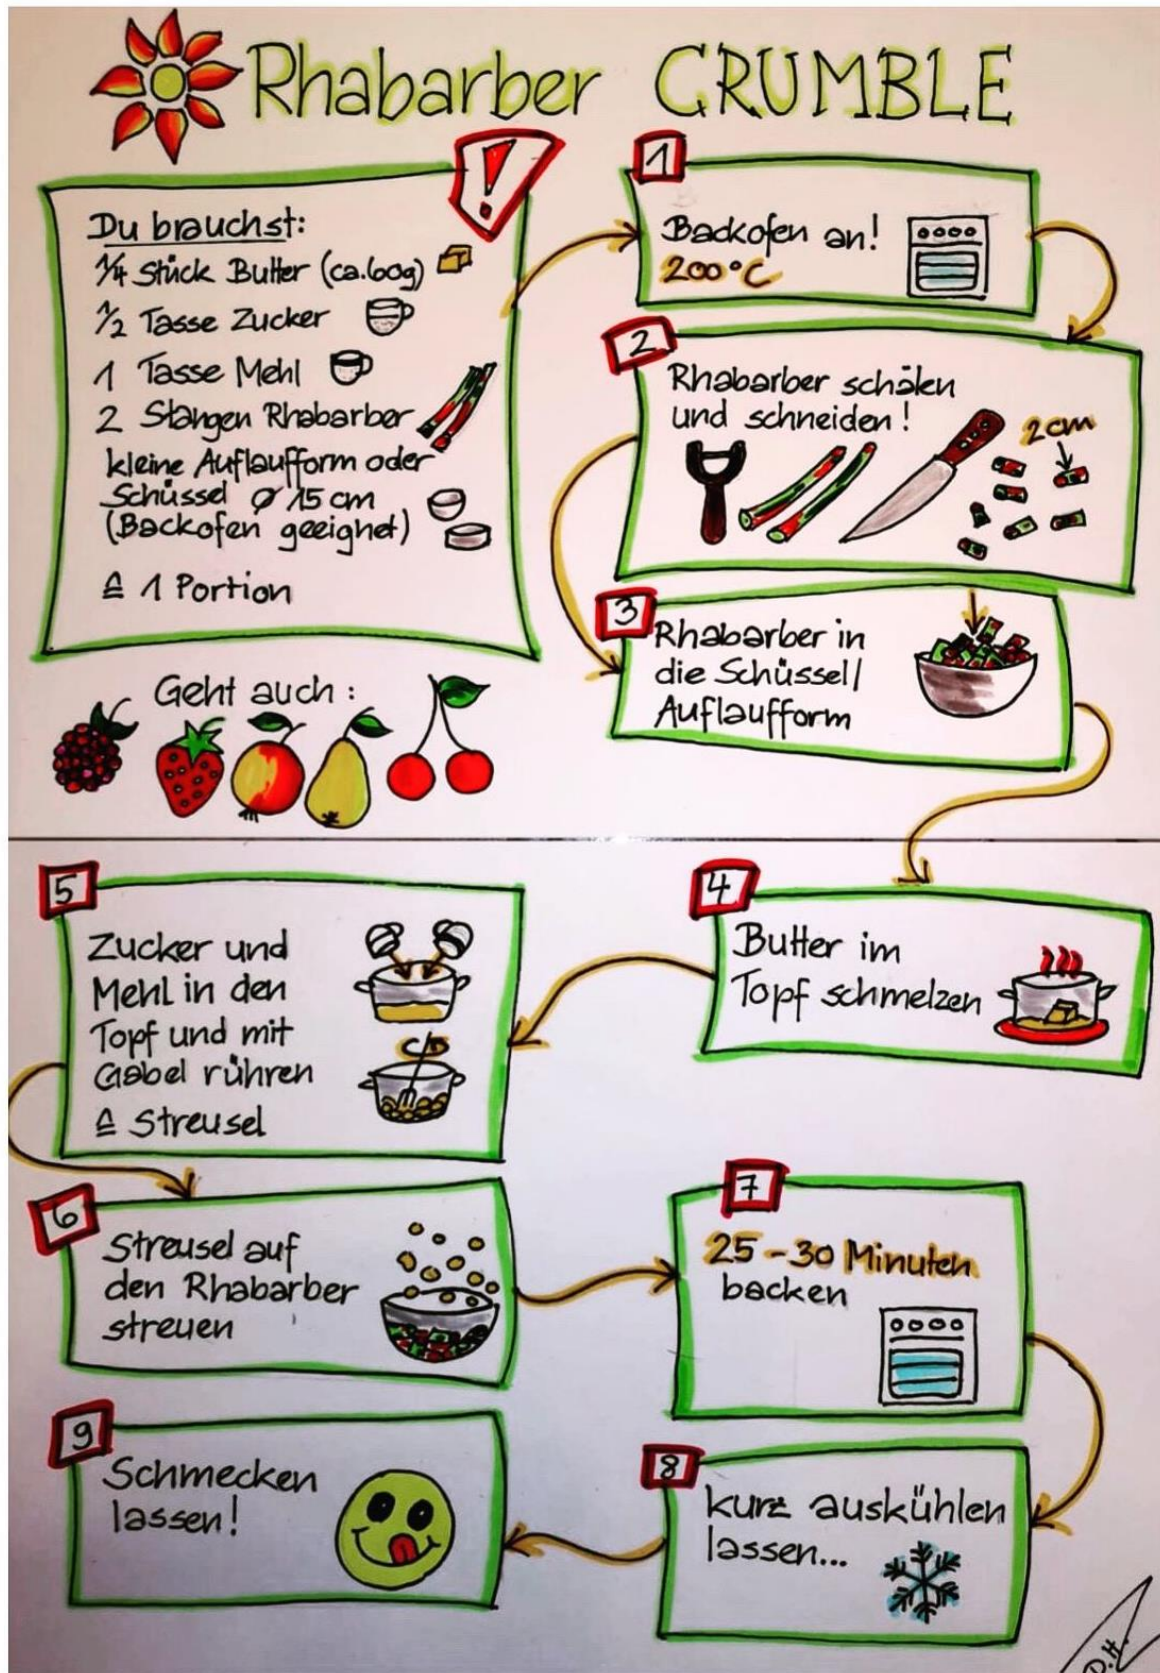 Rhabarber CRUMBLE
!
Du brauchst:
1/4 Stück Butter (ca. 60g)
1/2 Tasse Zucker
1 Tasse Mehl
2 Stangen Rhabarber
kleine Auflaufform oder
Schüssel Ø 15 cm
(Backofen geeignet)
≙ 1 Portion
Geht auch:
1
Backofen an!
200°C
2
Rhabarber schälen
und schneiden!
2cm
3
Rhabarber in
die Schüssel/
Auflaufform
4
Butter im
Topf schmelzen
5
Zucker und
Mehl in den
Topf und mit
Gabel rühren
≙ Streusel
6
Streusel auf
den Rhabarber
streuen
7
25-30 Minuten
backen
8
kurz auskühlen
lassen...
9
Schmecken
lassen!
D.H.